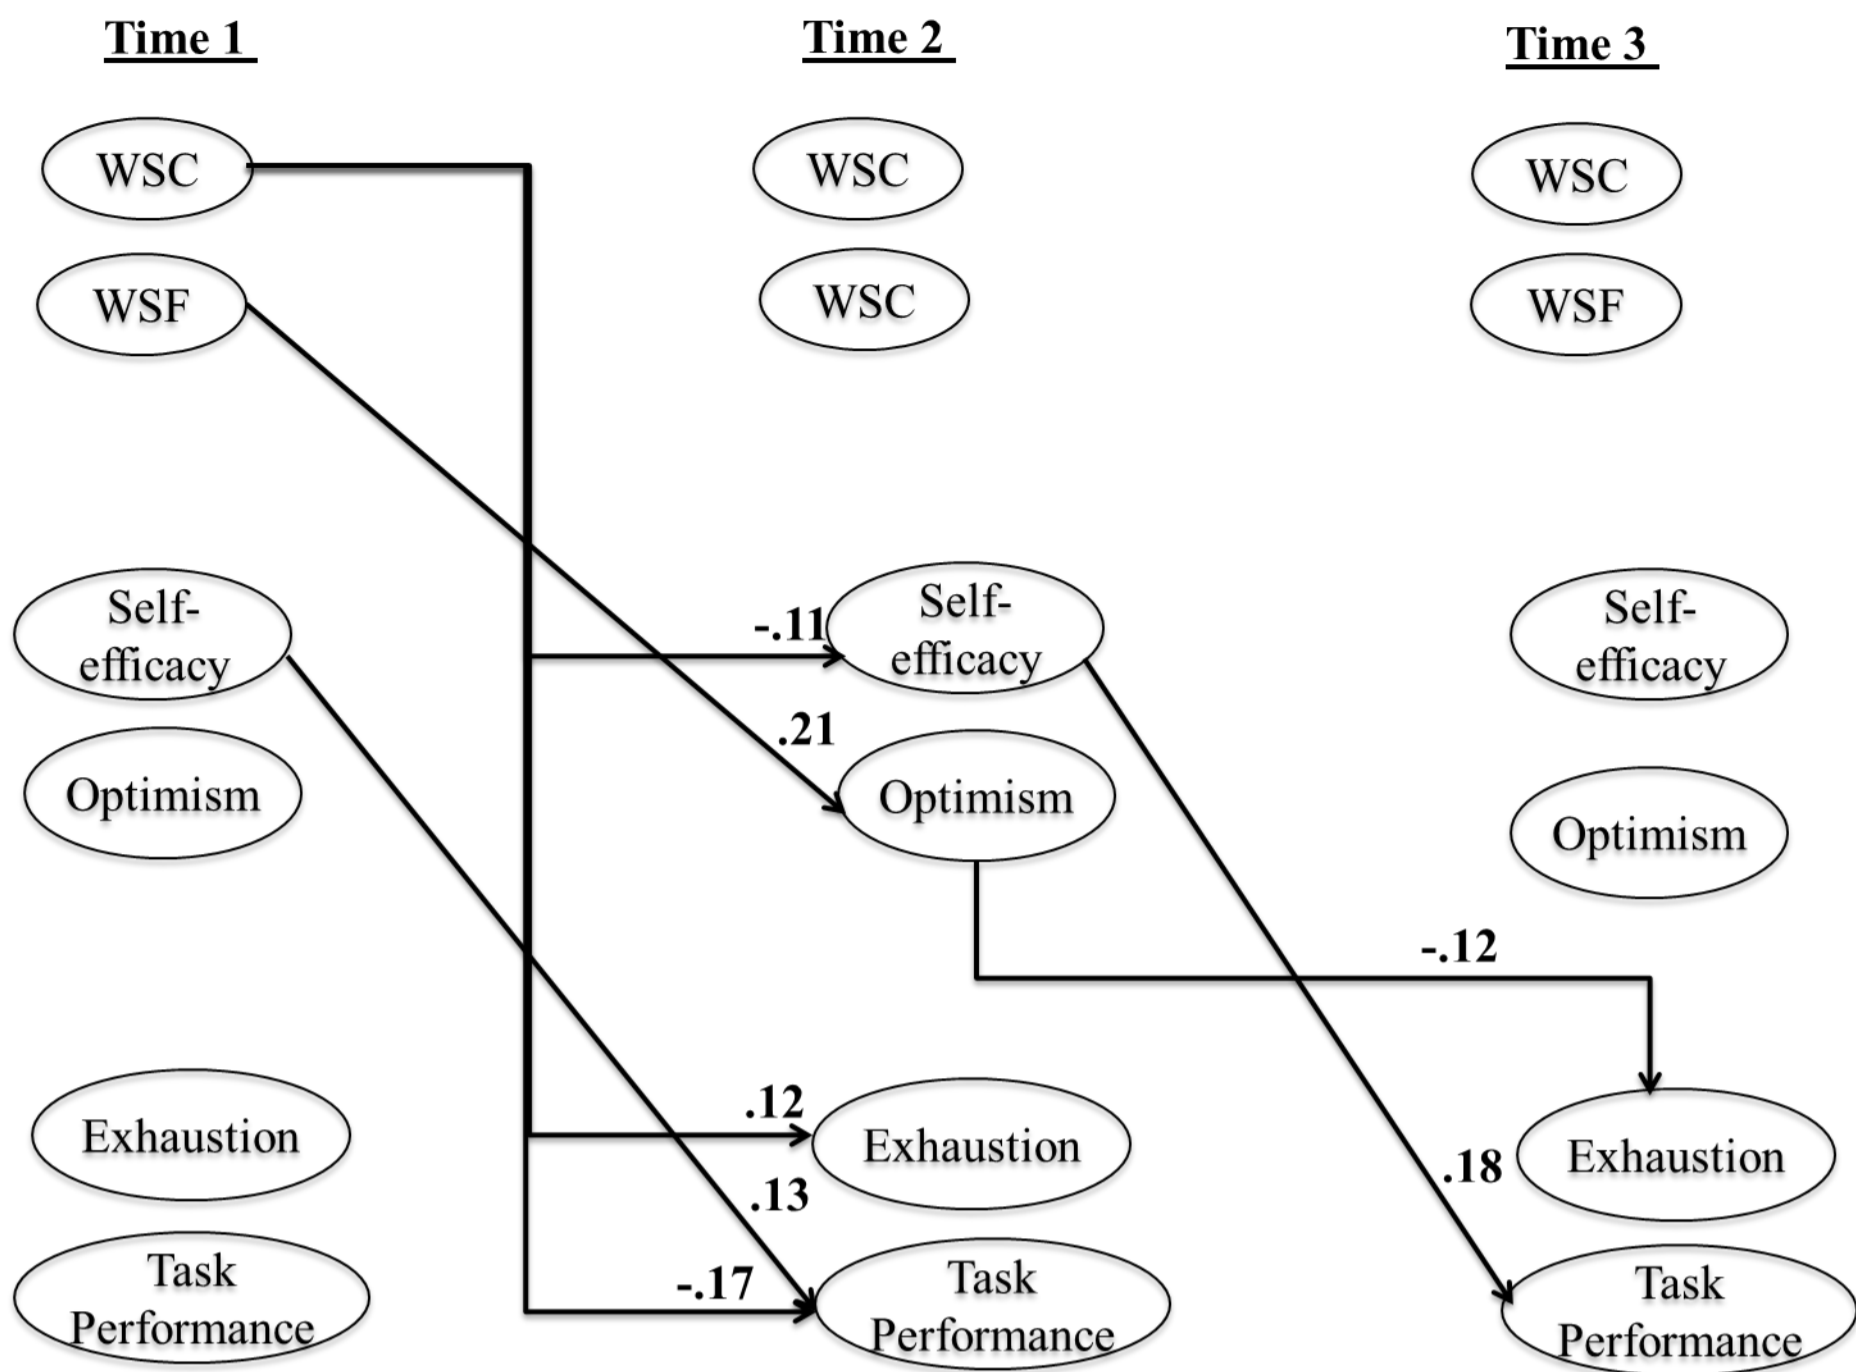 Time 1
Time 2
Time 3
WSC
WSC
WSC
WSF
WSC
WSF
Self-
efficacy
-.11
Self-
efficacy
Self-
efficacy
.21
Optimism
Optimism
Optimism
-.12
.12
Exhaustion
Exhaustion
Exhaustion
.13
.18
-.17
Task
Performance
Task
Performance
Task
Performance